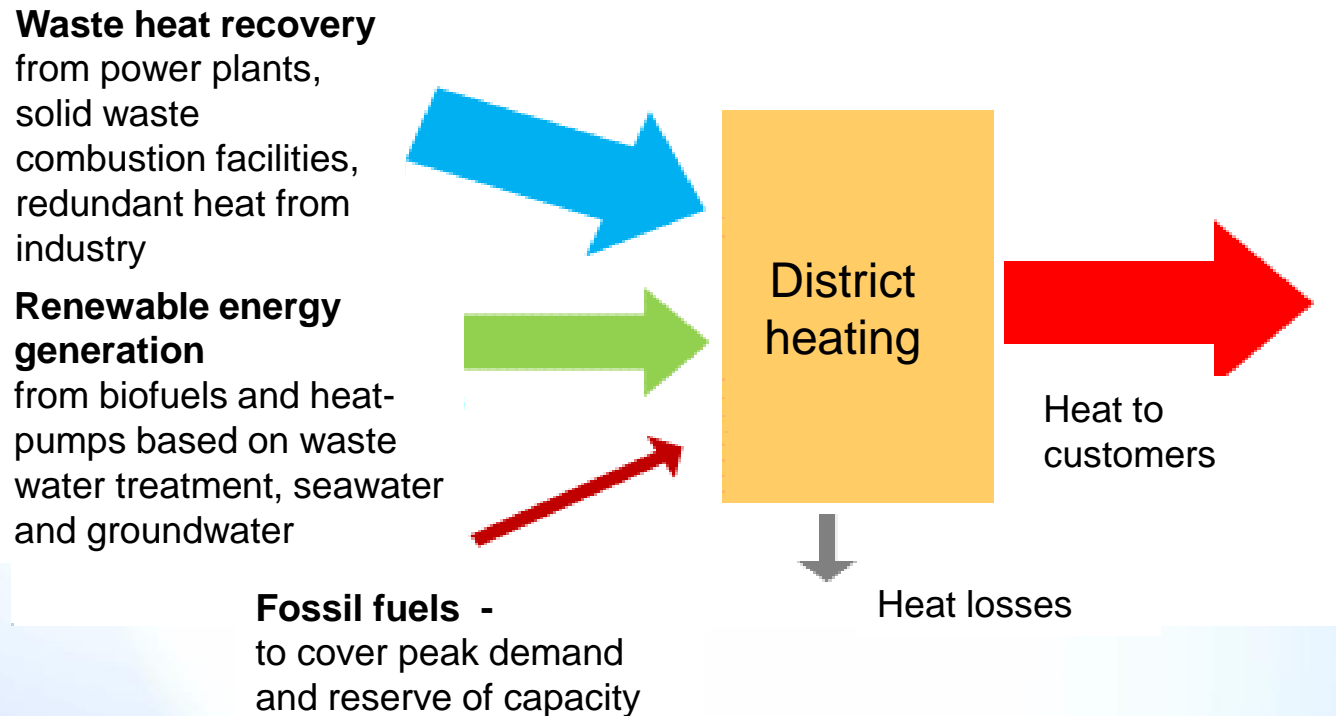 Waste heat recovery
from power plants,
solid waste
combustion facilities,
redundant heat from
industry
Renewable energy
generation
from biofuels and heat-
pumps based on waste
water treatment, seawater
and groundwater
Fossil fuels -
to cover peak demand
and reserve of capacity
District
heating
Heat to
customers
Heat losses